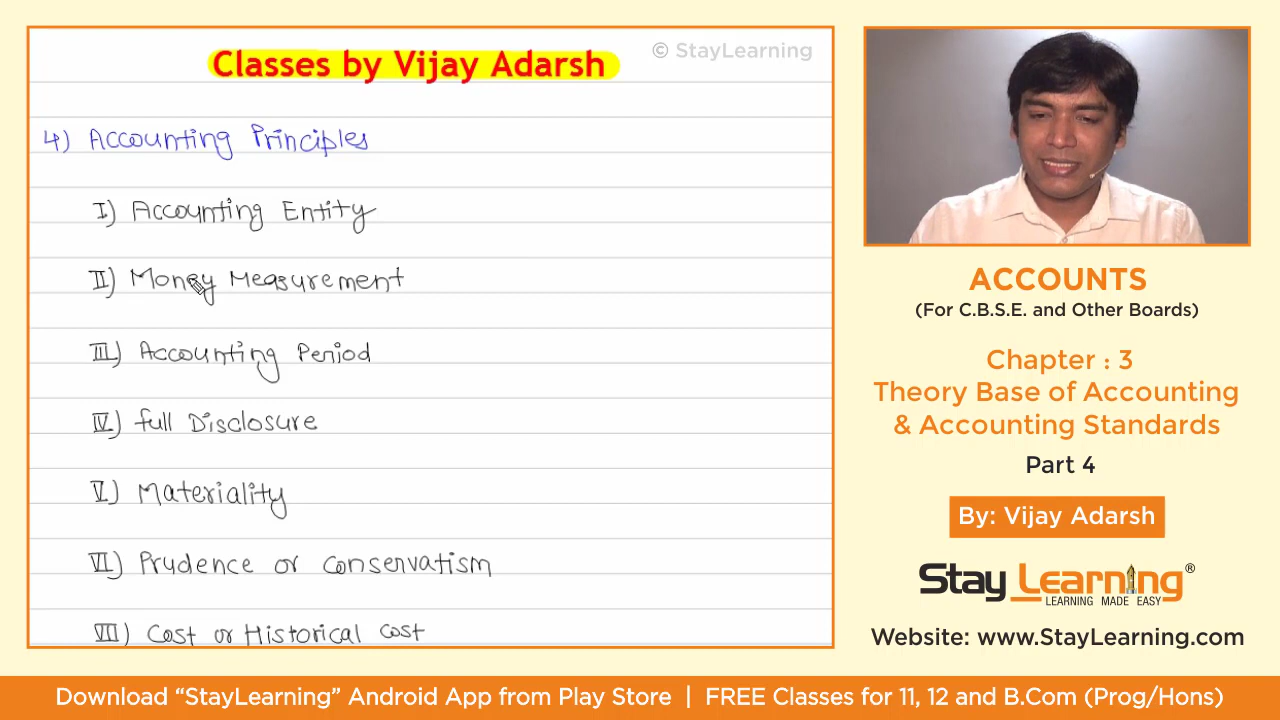 Classes by Vijay Adarsh
© StayLearning
4) Accounting Principles
I) Accounting Entity
II) Money Measurement
III) Accounting Period
IV) Full Disclosure
V) Materiality
VI) Prudence or Conservatism
VII) Cost or Historical Cost
ACCOUNTS
(For C.B.S.E. and Other Boards)
Chapter : 3
Theory Base of Accounting
& Accounting Standards
Part 4
By: Vijay Adarsh
Stay Learning®
LEARNING MADE EASY
Website: www.StayLearning.com
Download “StayLearning” Android App from Play Store | FREE Classes for 11, 12 and B.Com (Prog/Hons)